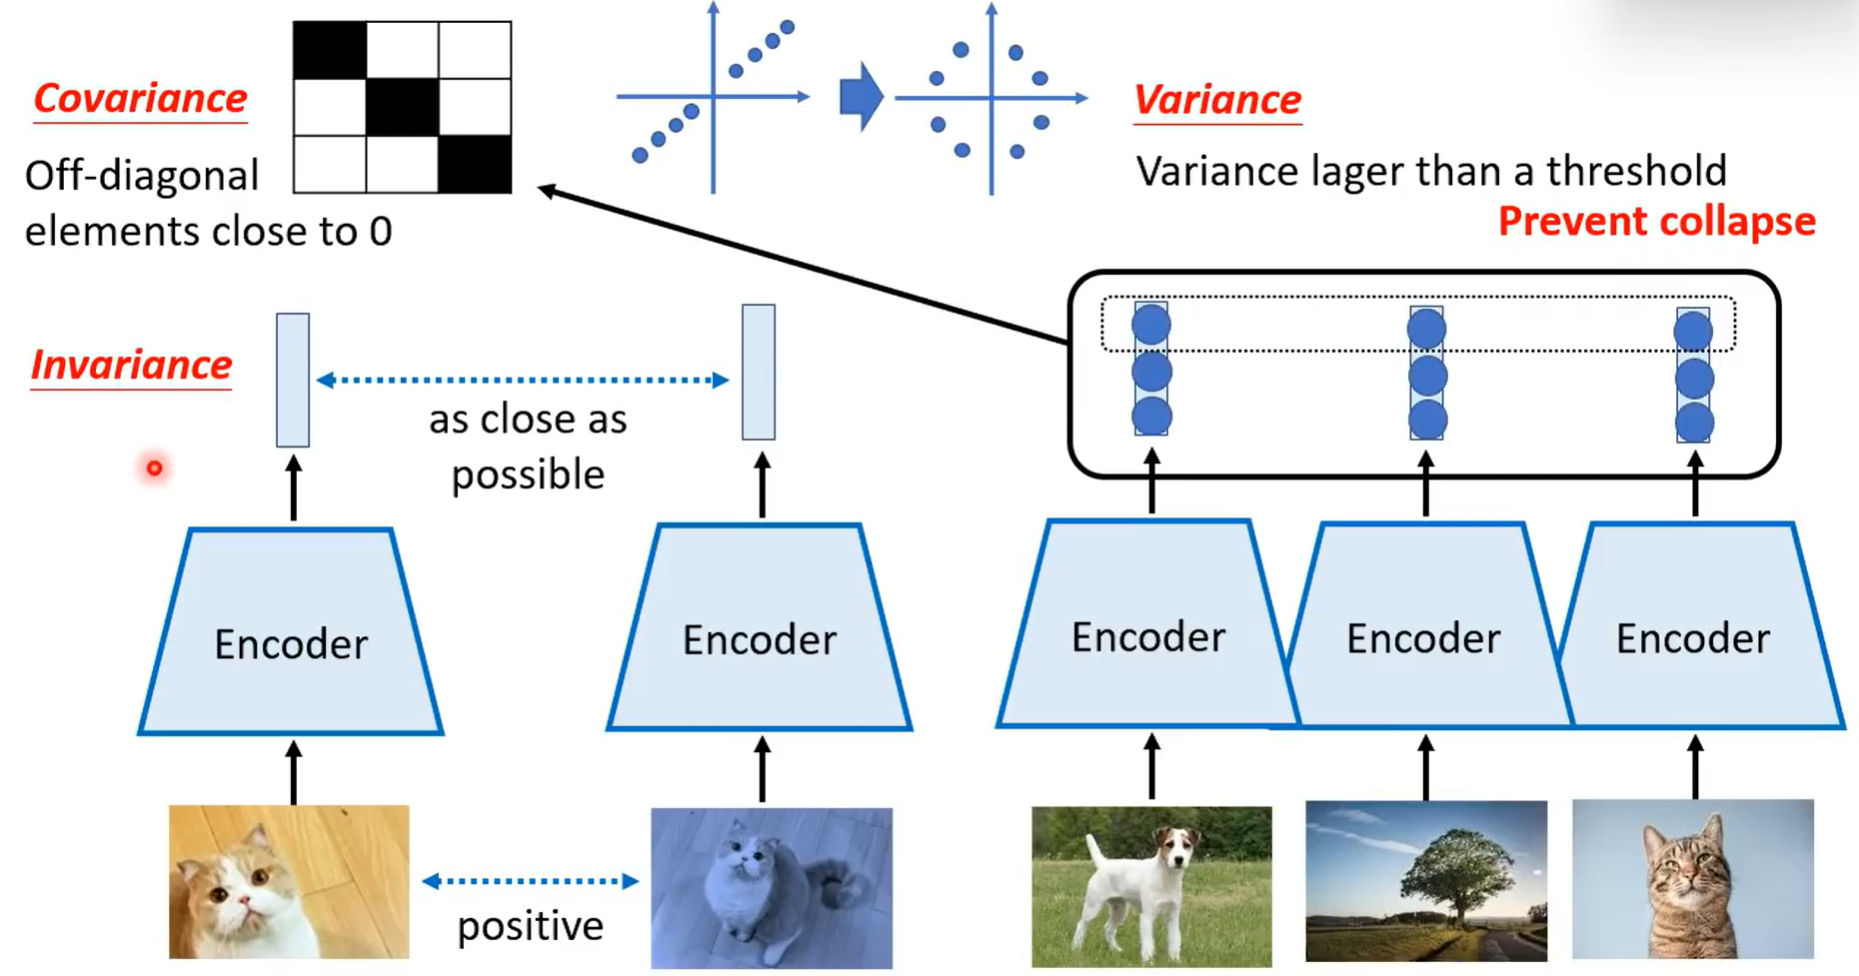 Covariance
Off-diagonal
elements close to 0
Variance
Variance lager than a threshold
Prevent collapse
Invariance
as close as
possible
Encoder
Encoder
Encoder
Encoder
Encoder
positive